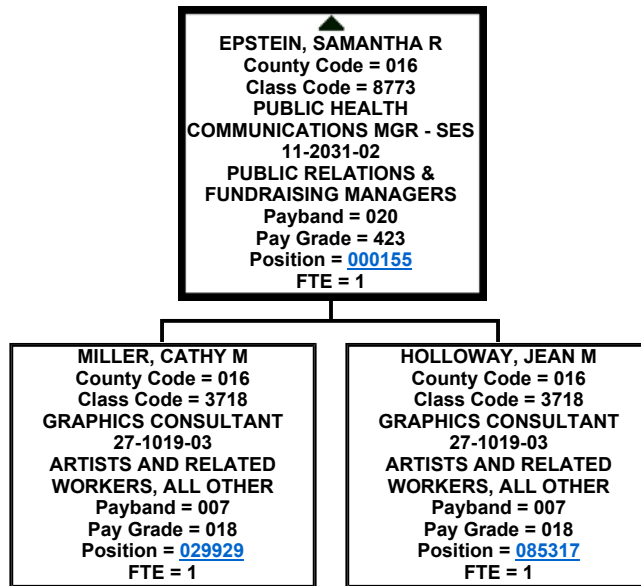 EPSTEIN, SAMANTHA R
County Code = 016
Class Code = 8773
PUBLIC HEALTH
COMMUNICATIONS MGR - SES
11-2031-02
PUBLIC RELATIONS &
FUNDRAISING MANAGERS
Payband = 020
Pay Grade = 423
Position = 000155
FTE = 1
MILLER, CATHY M
County Code = 016
Class Code = 3718
GRAPHICS CONSULTANT
27-1019-03
ARTISTS AND RELATED
WORKERS, ALL OTHER
Payband = 007
Pay Grade = 018
Position = 029929
FTE = 1
HOLLOWAY, JEAN M
County Code = 016
Class Code = 3718
GRAPHICS CONSULTANT
27-1019-03
ARTISTS AND RELATED
WORKERS, ALL OTHER
Payband = 007
Pay Grade = 018
Position = 085317
FTE = 1